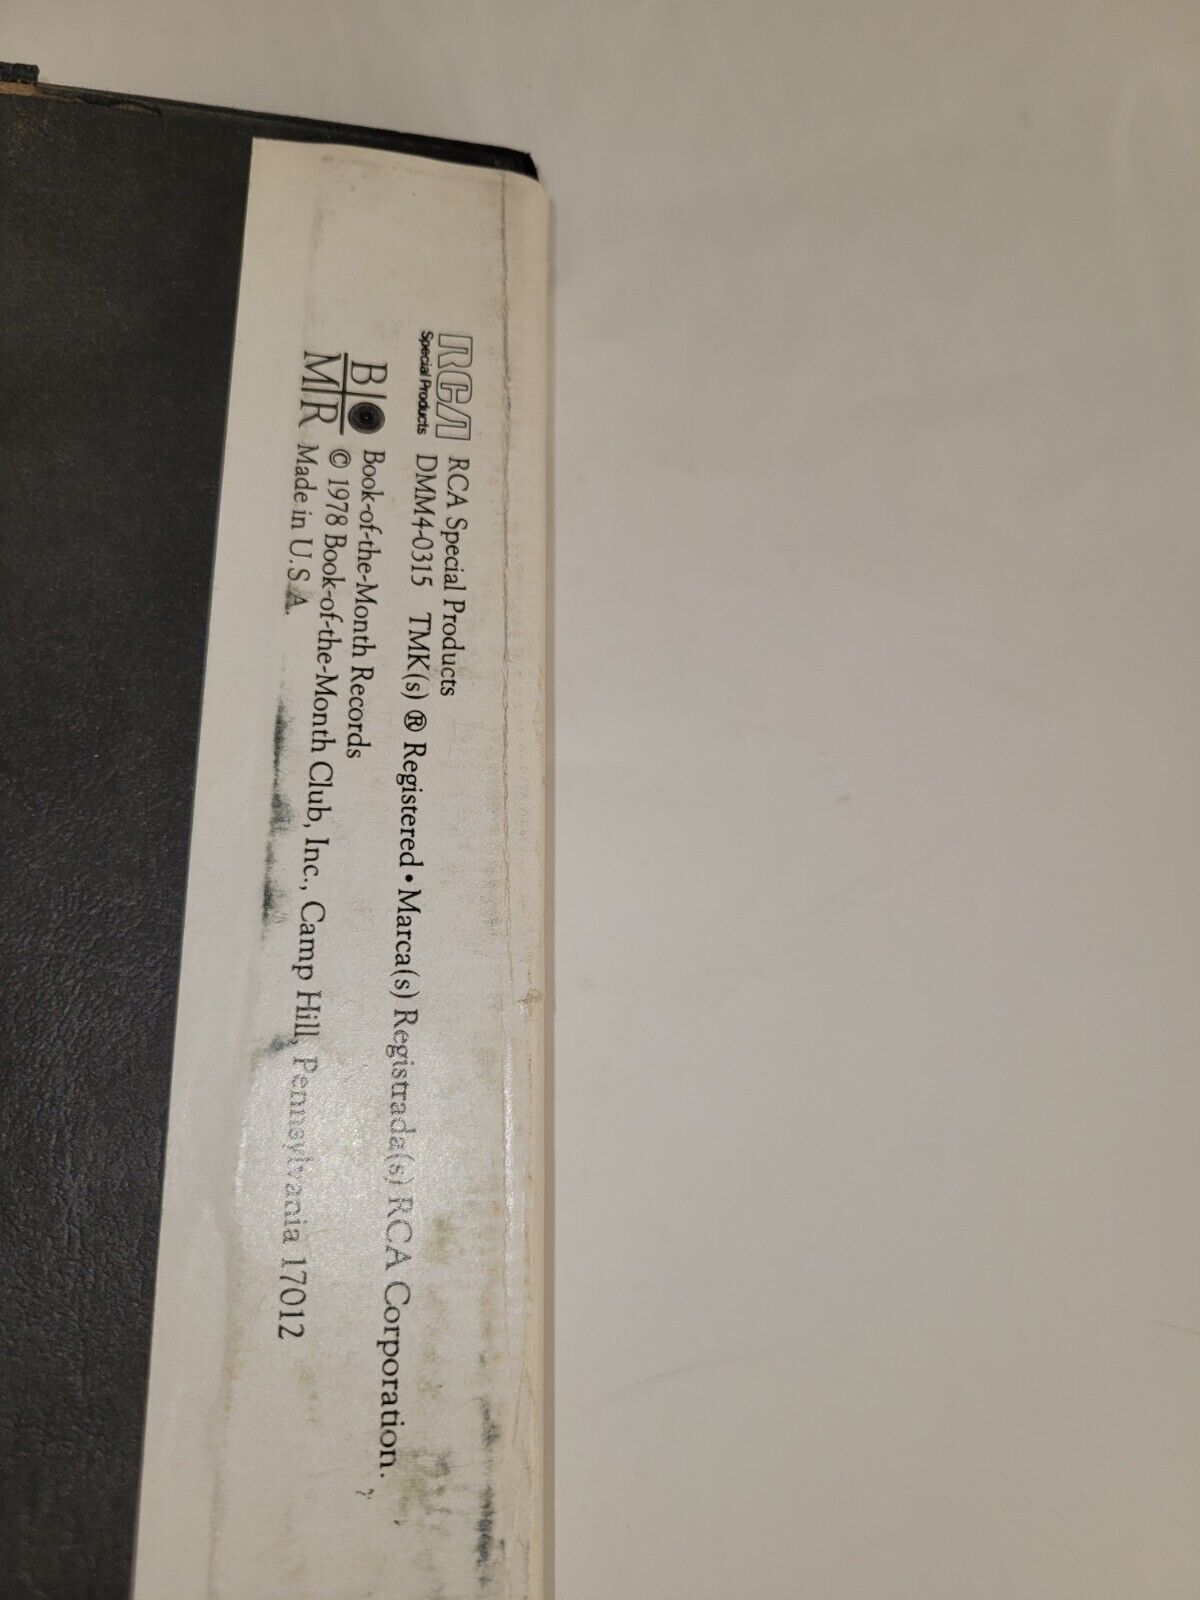 RCA
Special Products
RCA Special Products
DMM4-0315 TMK(s) ® Registered • Marca(s) Registrada(s) RCA Corporation.
B
M R
Book-of-the-Month Records
© 1978 Book-of-the-Month Club, Inc., Camp Hill, Pennsylvania 17012
Made in U.S.A.